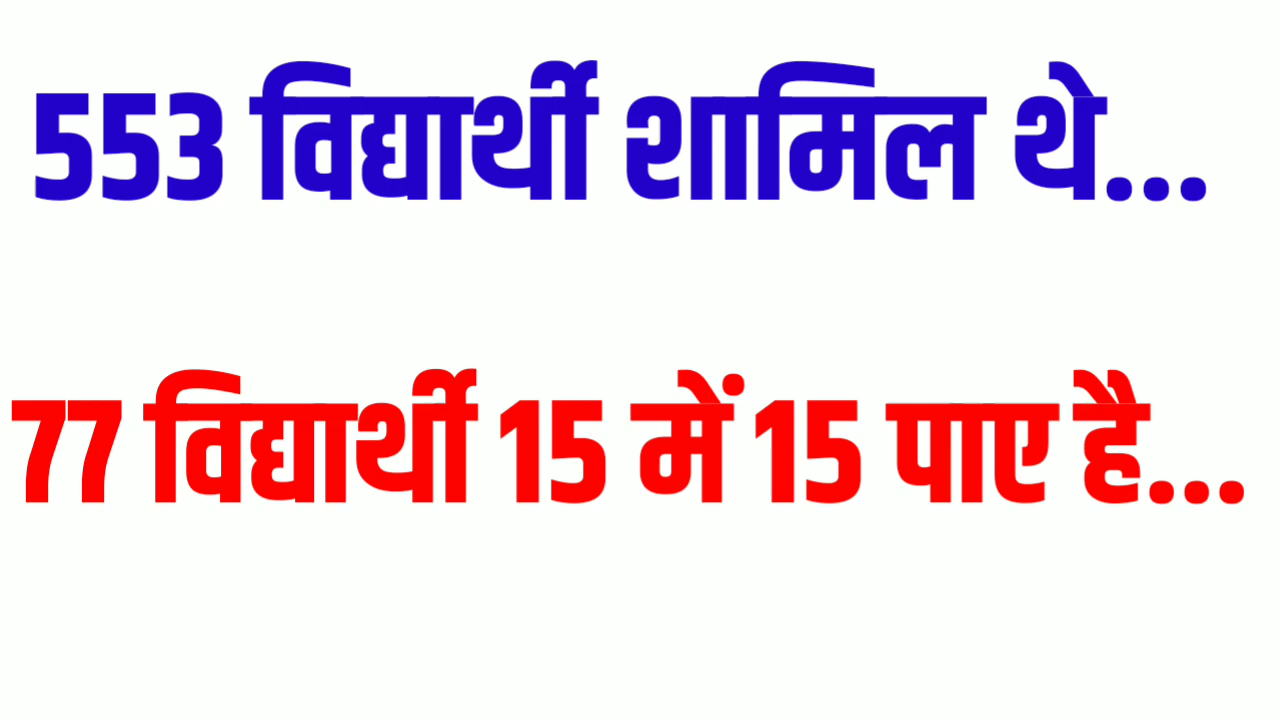 553 विद्यार्थी शामिल थे...
77 विद्यार्थी 15 में 15 पाए है...